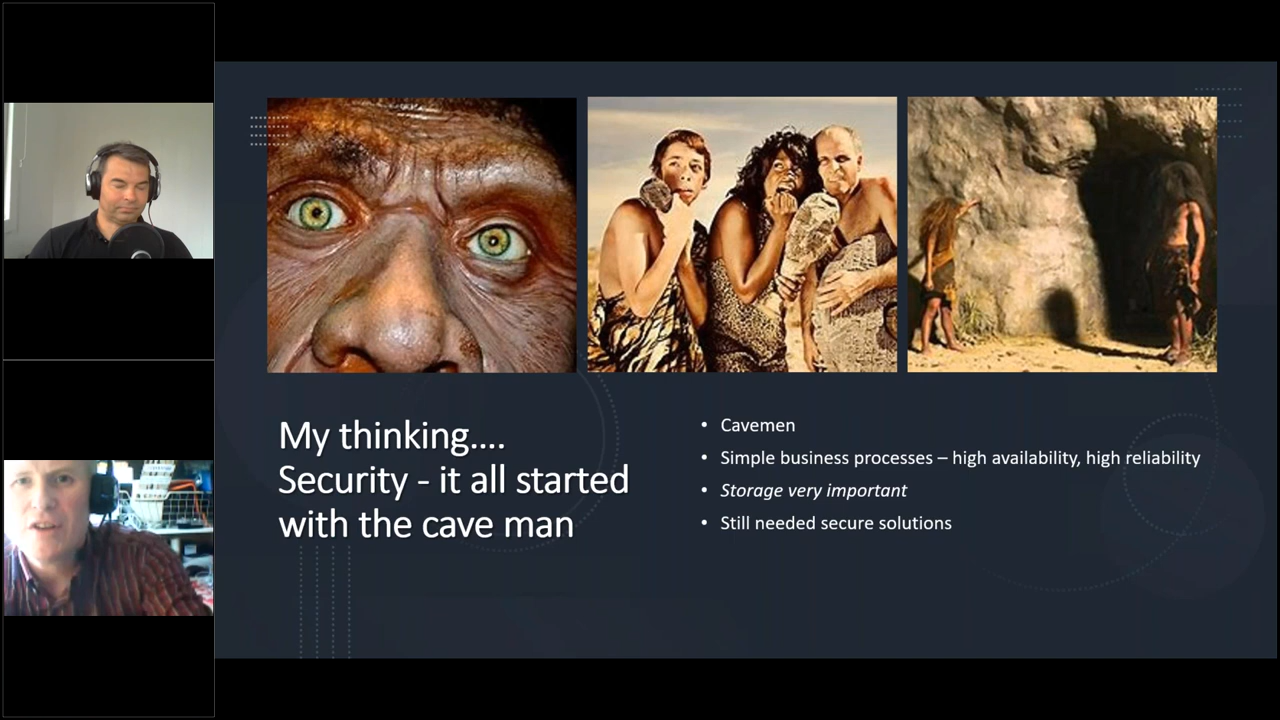 My thinking....
Security - it all started
with the cave man
• Cavemen
• Simple business processes – high availability, high reliability
• Storage very important
• Still needed secure solutions